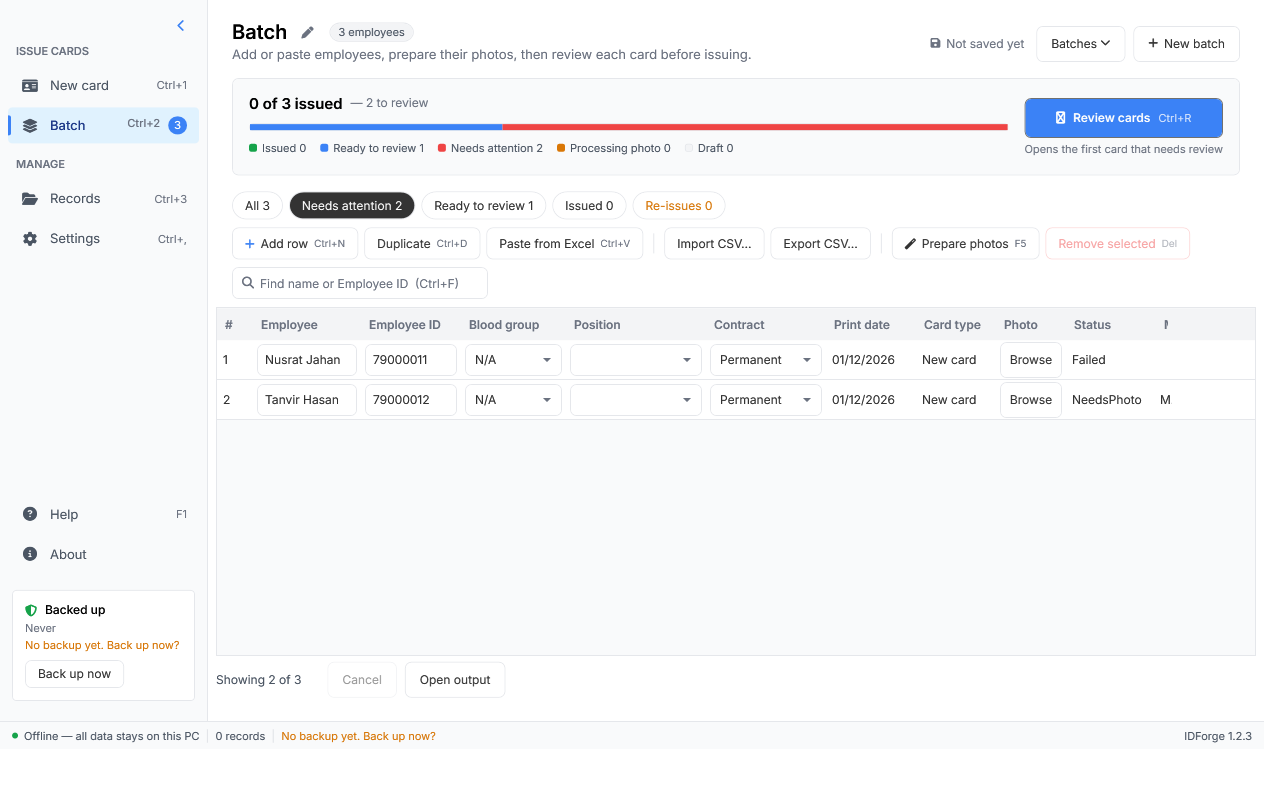 ISSUE CARDS
New card Ctrl+1
Batch Ctrl+2 3
MANAGE
Records Ctrl+3
Settings Ctrl+,
Help F1
About
Backed up
Never
No backup yet. Back up now?
Back up now
Batch 3 employees
Add or paste employees, prepare their photos, then review each card before issuing.
Not saved yet Batches + New batch
0 of 3 issued — 2 to review
Review cards Ctrl+R
Issued 0 Ready to review 1 Needs attention 2 Processing photo 0 Draft 0
Opens the first card that needs review
All 3 Needs attention 2 Ready to review 1 Issued 0 Re-issues 0
+ Add row Ctrl+N Duplicate Ctrl+D Paste from Excel Ctrl+V Import CSV... Export CSV... Prepare photos F5 Remove selected Del
Find name or Employee ID (Ctrl+F)
# Employee Employee ID Blood group Position Contract Print date Card type Photo Status
1 Nusrat Jahan 79000011 N/A Permanent 01/12/2026 New card Browse Failed
2 Tanvir Hasan 79000012 N/A Permanent 01/12/2026 New card Browse NeedsPhoto M
Showing 2 of 3 Cancel Open output
Offline — all data stays on this PC 0 records No backup yet. Back up now? IDForge 1.2.3